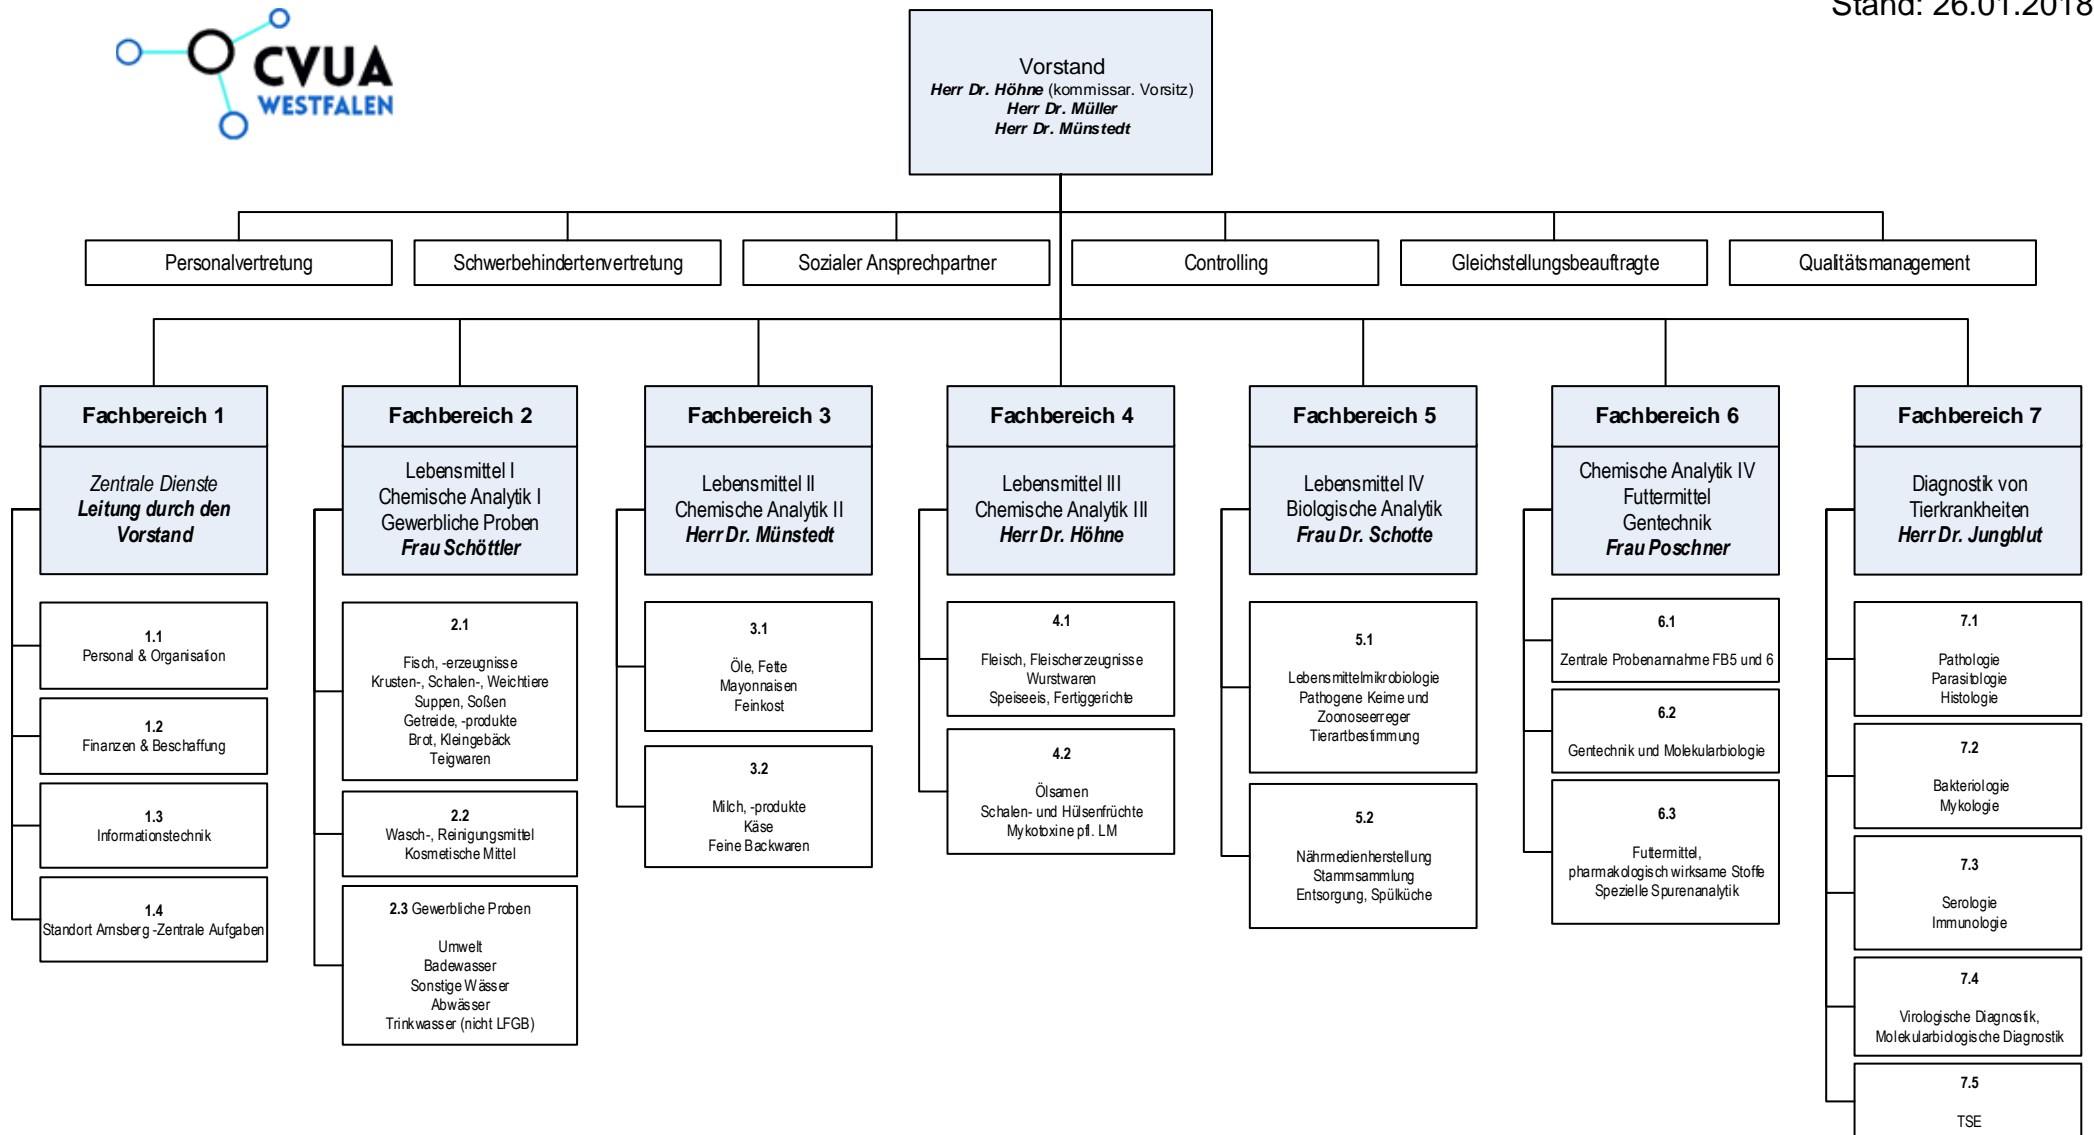 Stand: 26.01.2018
CVUA
WESTFALEN
Vorstand
Herr Dr. Höhne (kommissar. Vorsitz)
Herr Dr. Müller
Herr Dr. Münstedt
Personalvertretung
Schwerbehindertenvertretung
Sozialer Ansprechpartner
Controlling
Gleichstellungsbeauftragte
Qualitätsmanagement
Fachbereich 1
Zentrale Dienste
Leitung durch den
Vorstand
1.1
Personal & Organisation
1.2
Finanzen & Beschaffung
1.3
Informationstechnik
1.4
Standort Arnsberg -Zentrale Aufgaben
Fachbereich 2
Lebensmittel I
Chemische Analytik I
Gewerbliche Proben
Frau Schöttler
2.1
Fisch, -erzeugnisse
Krusten-, Schalen-, Weichtiere
Suppen, Soßen
Getreide, -produkte
Brot, Kleingebäck
Teigwaren
2.2
Wasch-, Reinigungsmittel
Kosmetische Mittel
2.3 Gewerbliche Proben
Umwelt
Badewasser
Sonstige Wässer
Abwässer
Trinkwasser (nicht LFGB)
Fachbereich 3
Lebensmittel II
Chemische Analytik II
Herr Dr. Münstedt
3.1
Öle, Fette
Mayonnaisen
Feinkost
3.2
Milch, -produkte
Käse
Feine Backwaren
Fachbereich 4
Lebensmittel III
Chemische Analytik III
Herr Dr. Höhne
4.1
Fleisch, Fleischerzeugnisse
Wurstwaren
Speiseeis, Fertiggerichte
4.2
Ölsamen
Schalen- und Hülsenfrüchte
Mykotoxine pfl. LM
Fachbereich 5
Lebensmittel IV
Biologische Analytik
Frau Dr. Schotte
5.1
Lebensmittelmikrobiologie
Pathogene Keime und
Zoonoseerreger
Tierartbestimmung
5.2
Nährmedienherstellung
Stammsammlung
Entsorgung, Spülküche
Fachbereich 6
Chemische Analytik IV
Futtermittel
Gentechnik
Frau Poschner
6.1
Zentrale Probenannahme FB5 und 6
6.2
Gentechnik und Molekularbiologie
6.3
Futtermittel,
pharmakologisch wirksame Stoffe
Spezielle Spurenanalytik
Fachbereich 7
Diagnostik von
Tierkrankheiten
Herr Dr. Jungblut
7.1
Pathologie
Parasitologie
Histologie
7.2
Bakteriologie
Mykologie
7.3
Serologie
Immunologie
7.4
Virologische Diagnostik,
Molekularbiologische Diagnostik
7.5
TSE